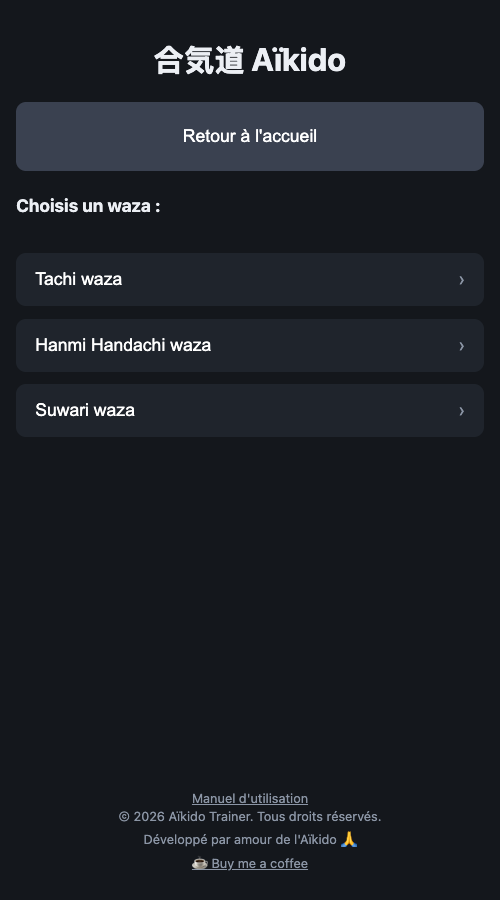 合気道 Aïkido
Retour à l'accueil
Choisis un waza :
Tachi waza ›
Hanmi Handachi waza ›
Suwari waza ›
Manuel d'utilisation
© 2026 Aïkido Trainer. Tous droits réservés.
Développé par amour de l'Aïkido 🙏
☕ Buy me a coffee